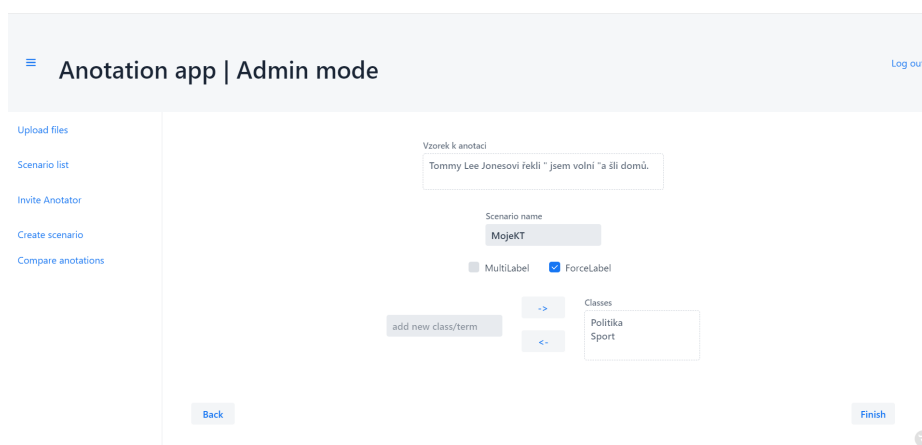 Anotation app | Admin mode
Log out
Upload files
Scenario list
Invite Anotator
Create scenario
Compare anotations
Vzorek k anotaci
Tommy Lee Jonesovi řekli " jsem volní "a šli domů.
Scenario name
MojeKT
MultiLabel
ForceLabel
add new class/term
->
<-
Classes
Politika
Sport
Back
Finish